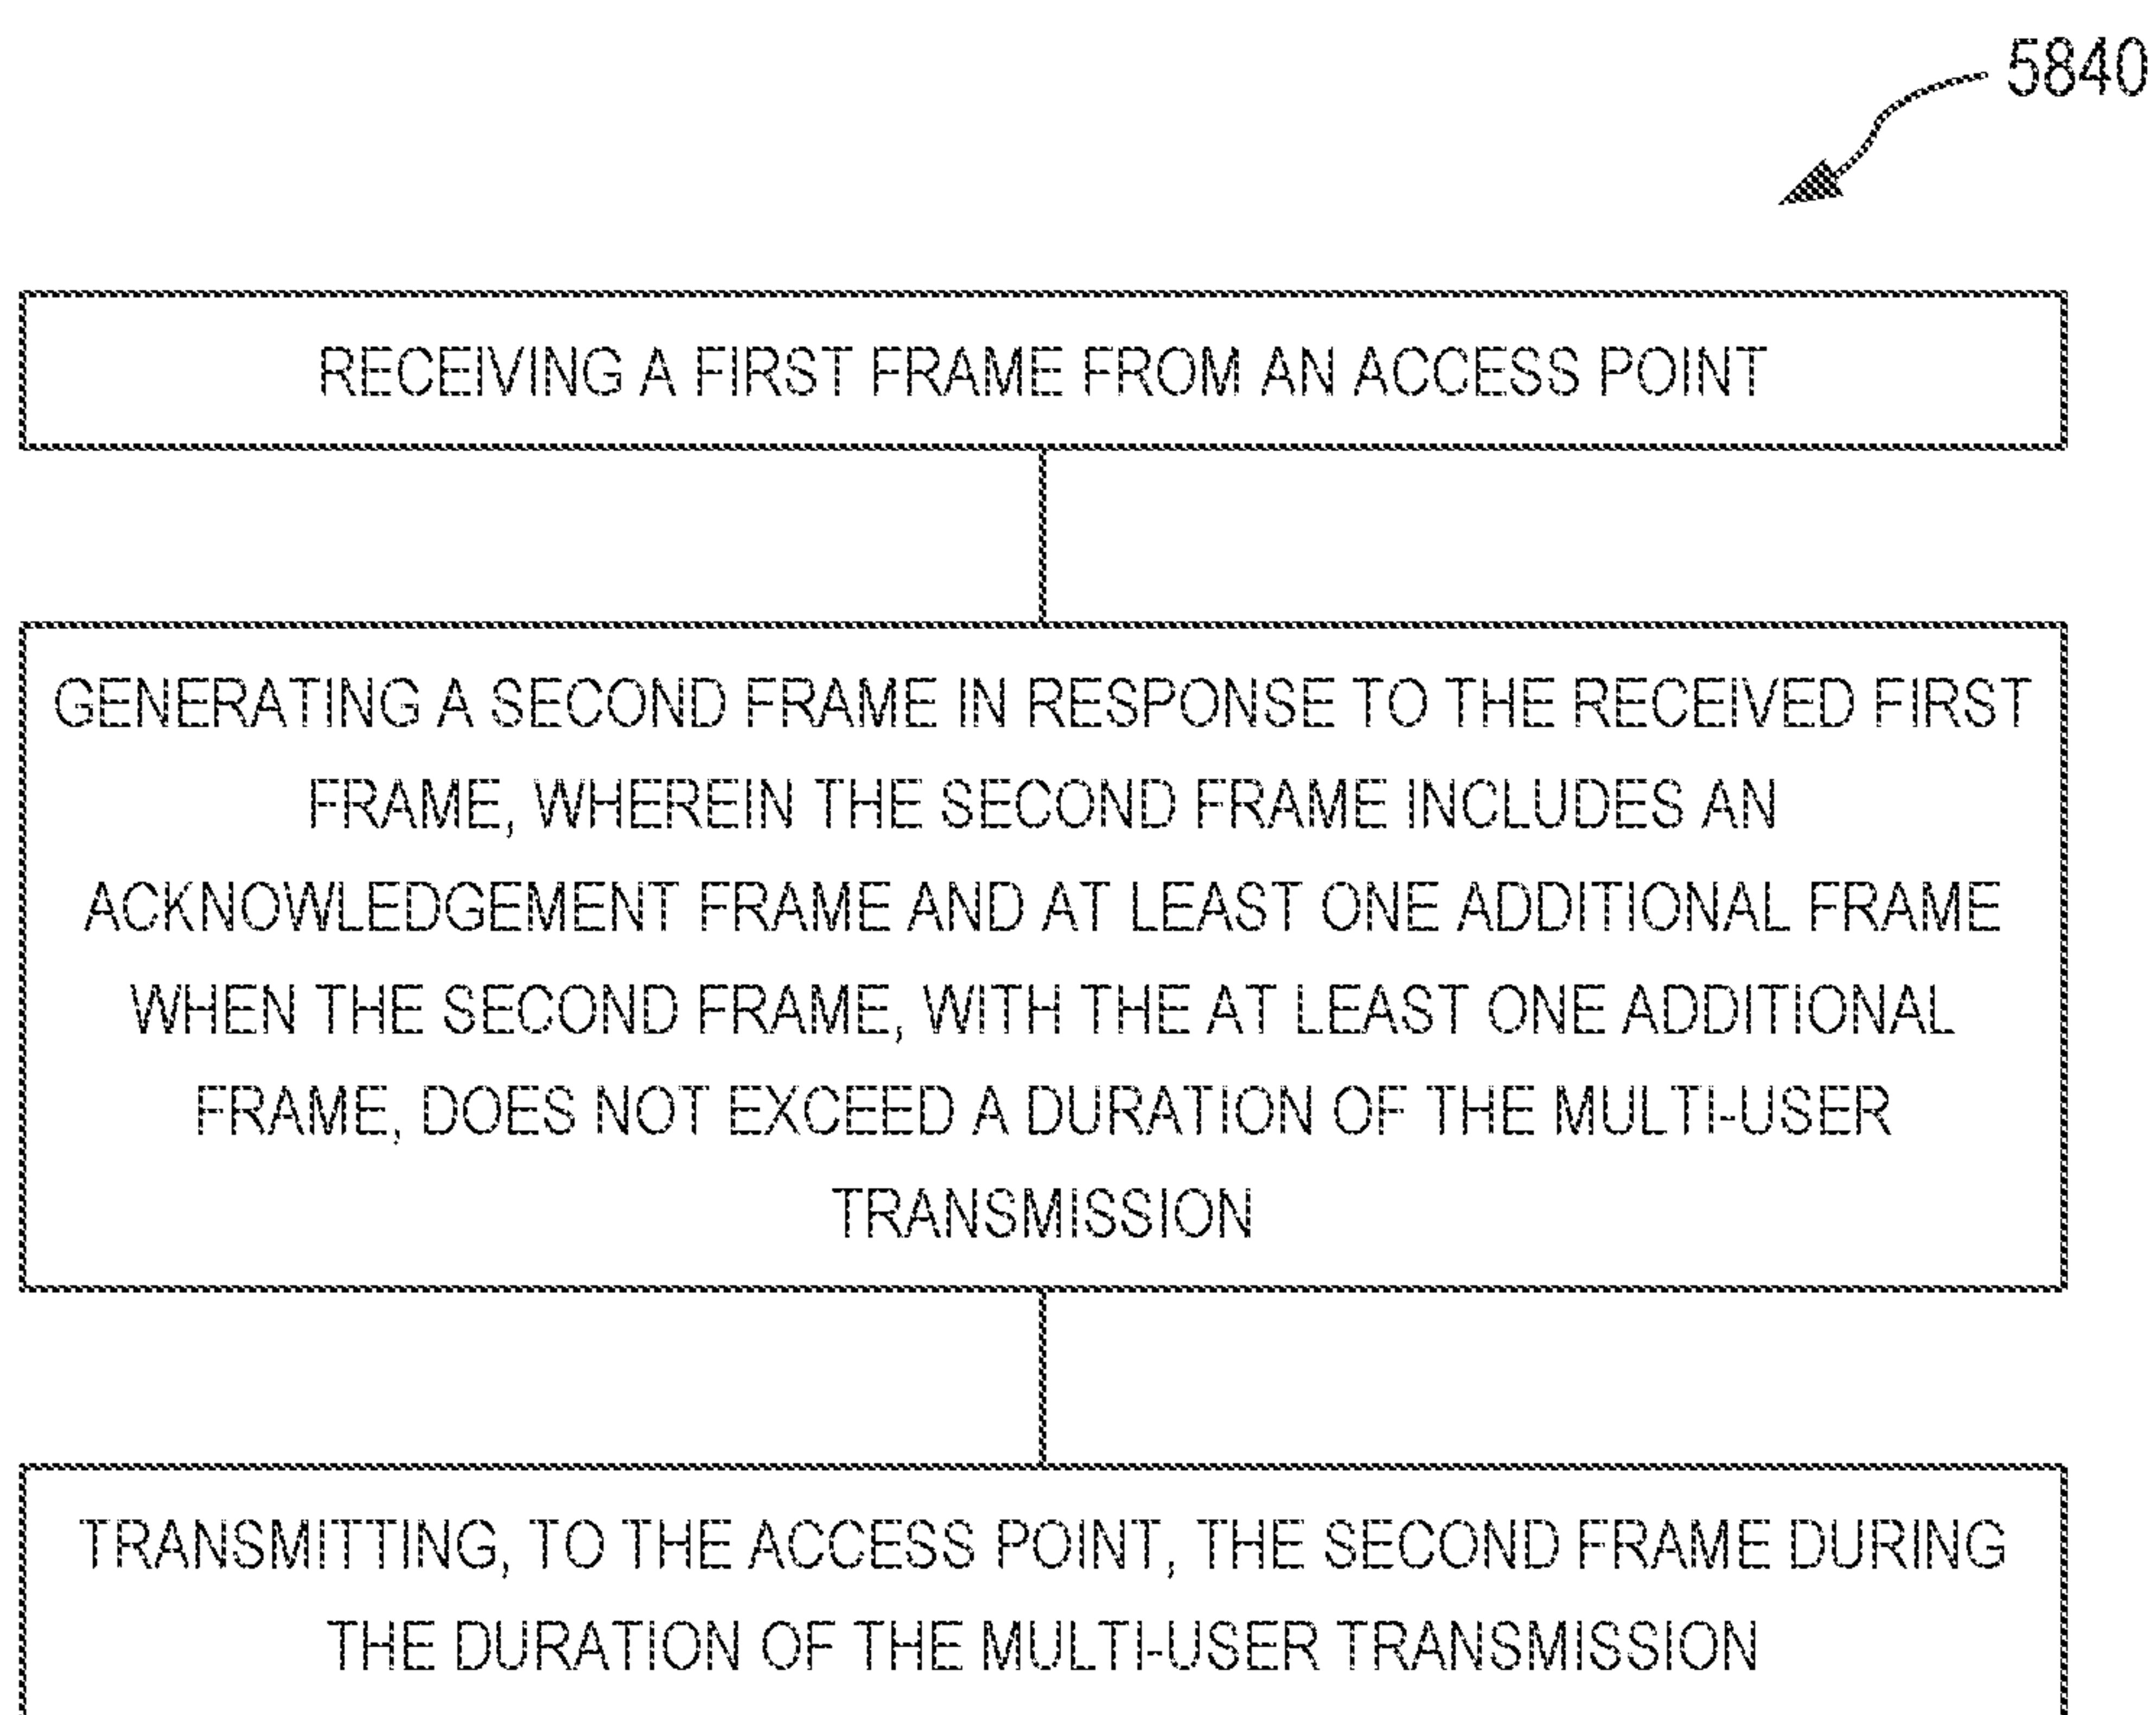 5840
RECEIVING A FIRST FRAME FROM AN ACCESS POINT
GENERATING A SECOND FRAME IN RESPONSE TO THE RECEIVED FIRST
FRAME, WHEREIN THE SECOND FRAME INCLUDES AN
ACKNOWLEDGEMENT FRAME AND AT LEAST ONE ADDITIONAL FRAME
WHEN THE SECOND FRAME, WITH THE AT LEAST ONE ADDITIONAL
FRAME, DOES NOT EXCEED A DURATION OF THE MULTI-USER
TRANSMISSION
TRANSMITTING, TO THE ACCESS POINT, THE SECOND FRAME DURING
THE DURATION OF THE MULTI-USER TRANSMISSION